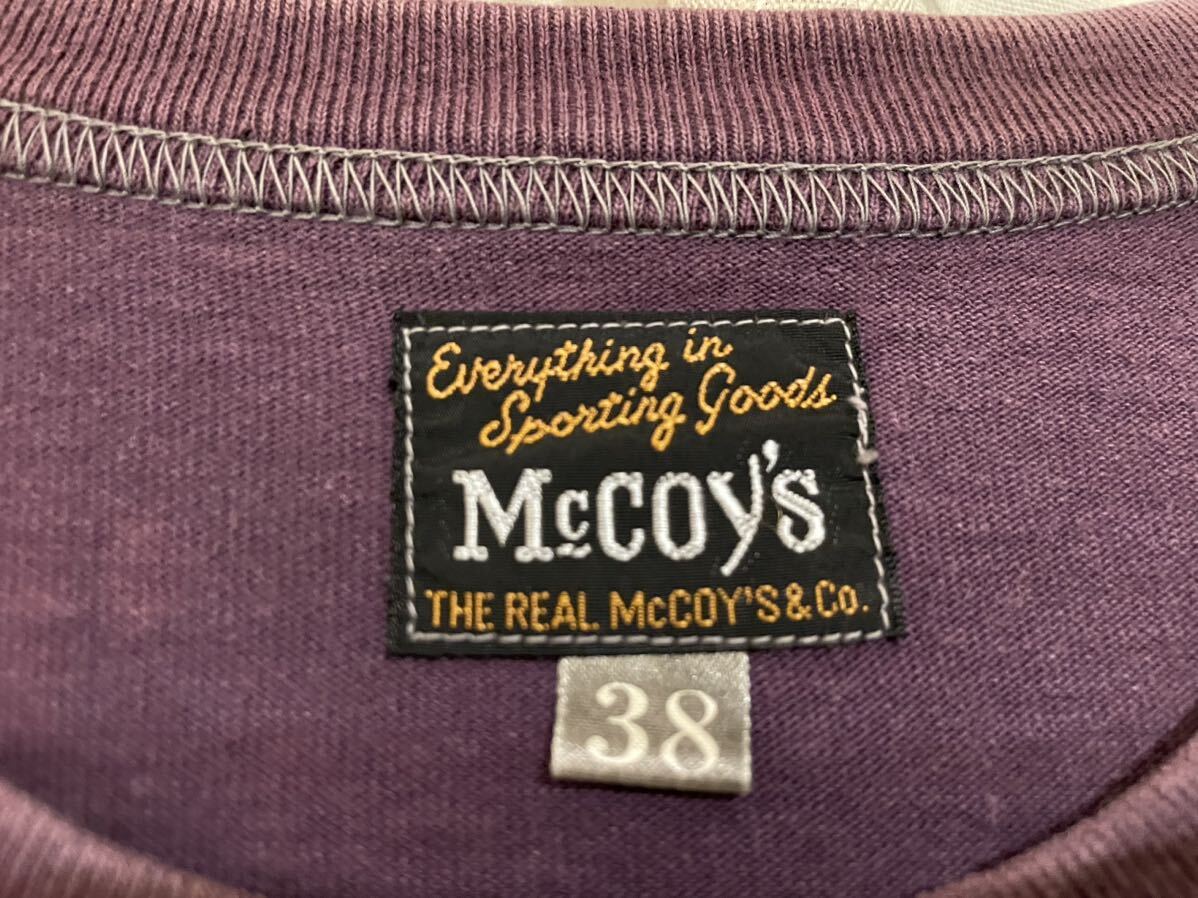 Everything in
Sporting Goods
McCOY'S
THE REAL McCOY'S & Co.
38